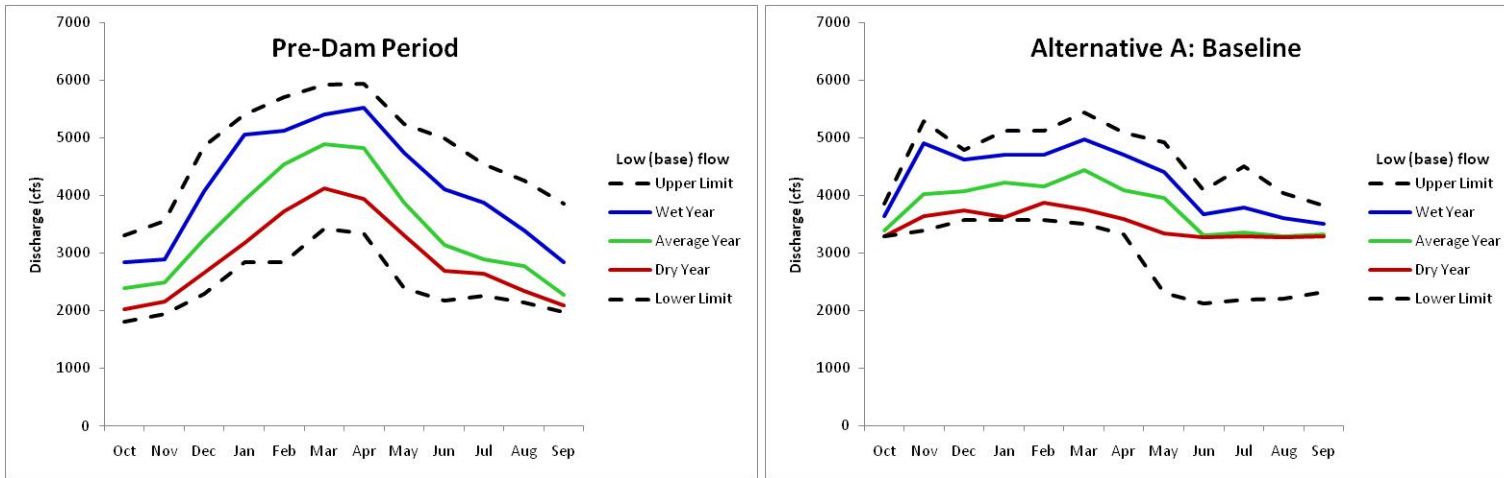 Pre-Dam Period
Discharge (cfs)
7000
6000
5000
4000
3000
2000
1000
0
Oct Nov Dec Jan Feb Mar Apr May Jun Jul Aug Sep
Low (base) flow
Upper Limit
Wet Year
Average Year
Dry Year
Lower Limit
Alternative A: Baseline
Discharge (cfs)
7000
6000
5000
4000
3000
2000
1000
0
Oct Nov Dec Jan Feb Mar Apr May Jun Jul Aug Sep
Low (base) flow
Upper Limit
Wet Year
Average Year
Dry Year
Lower Limit